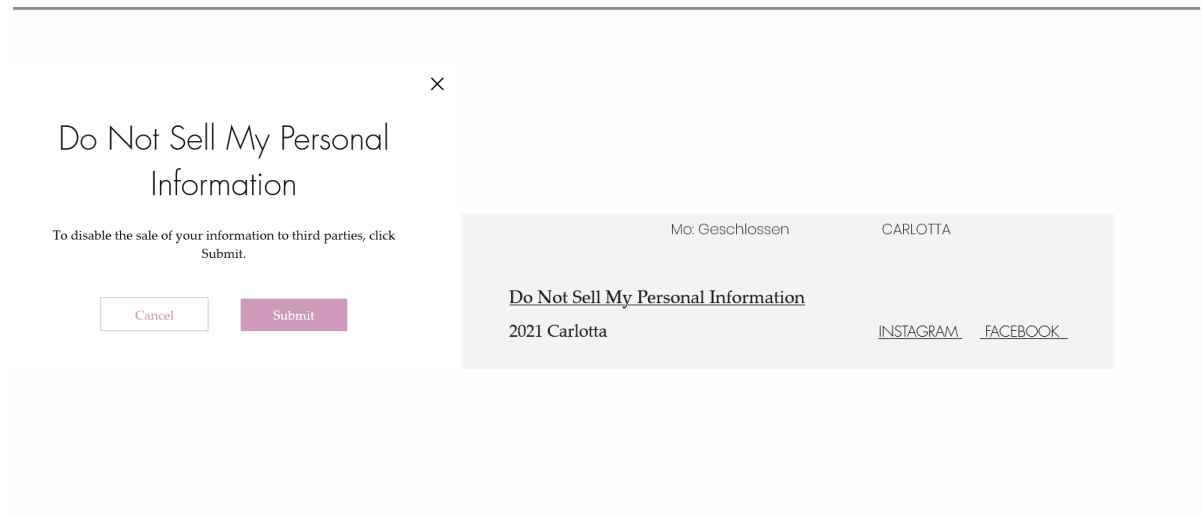 Do Not Sell My Personal
Information
To disable the sale of your information to third parties, click
Submit.
Cancel
Submit
Mo: Geschlossen
CARLOTTA
Do Not Sell My Personal Information
2021 Carlotta
INSTAGRAM
FACEBOOK